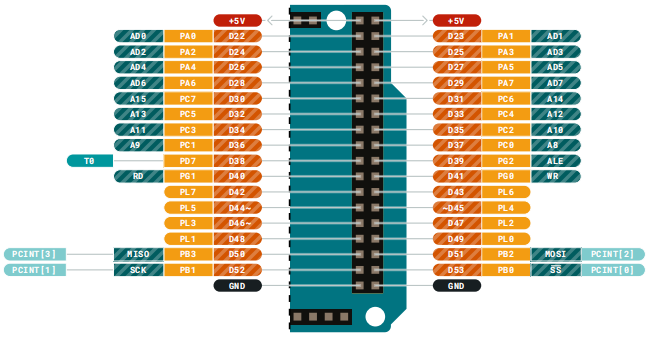 +5V +5V
AD0 PA0 D22 D23 PA1 AD1
AD2 PA2 D24 D25 PA3 AD3
AD4 PA4 D26 D27 PA5 AD5
AD6 PA6 D28 D29 PA7 AD7
A15 PC7 D30 D31 PC6 A14
A13 PC5 D32 D33 PC4 A12
A11 PC3 D34 D35 PC2 A10
A9 PC1 D36 D37 PC0 A8
T0 PD7 D38 D39 PG2 ALE
RD PG1 D40 D41 PG0 WR
PL7 D42 D43 PL6
PL5 D44~ ~D45 PL4
PL3 D46~ D47 PL2
PL1 D48 D49 PL0
PCINT[3] MISO PB3 D50 D51 PB2 MOSI PCINT[2]
PCINT[1] SCK PB1 D52 D53 PB0 SS PCINT[0]
GND GND